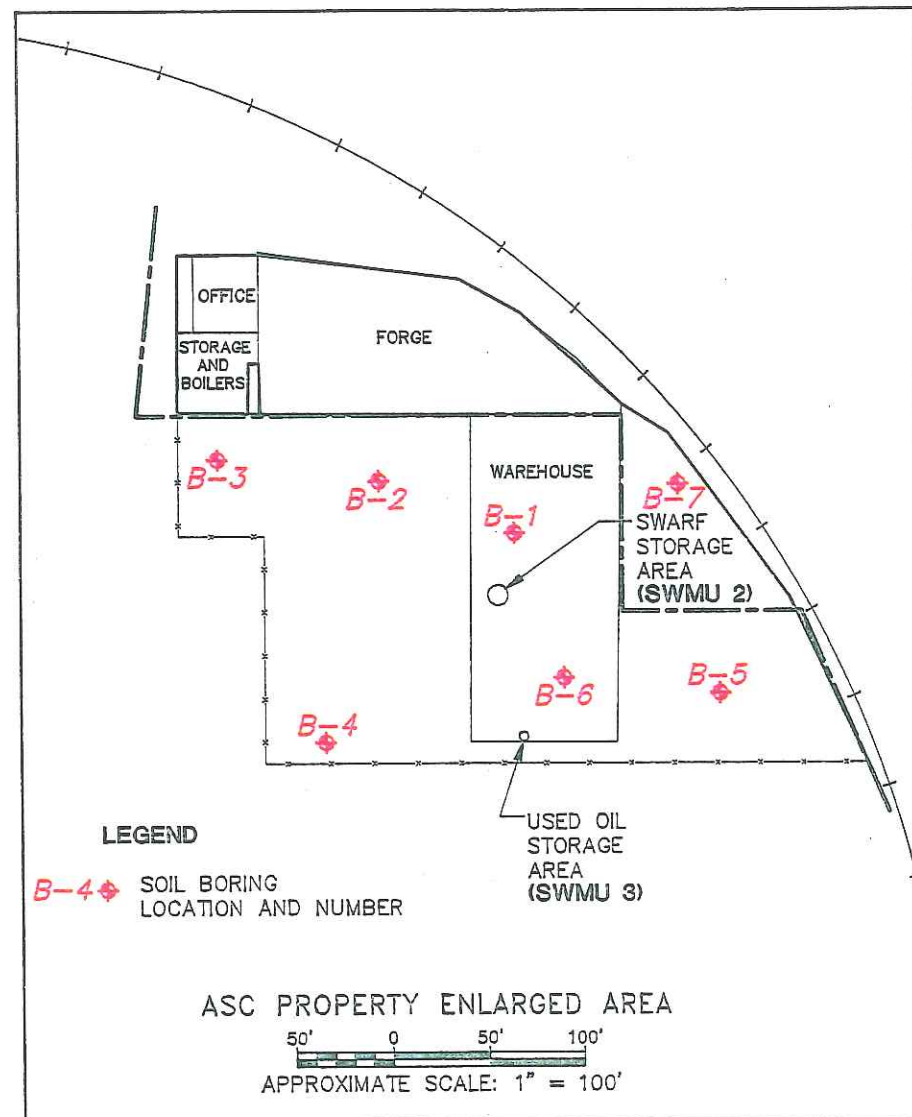 OFFICE
STORAGE
AND
BOILERS
FORGE
B-3
B-2
WAREHOUSE
B-1
B-7
SWARF
STORAGE
AREA
(SWMU 2)
B-6
B-5
B-4
USED OIL
STORAGE
AREA
(SWMU 3)
LEGEND
B-4 SOIL BORING
LOCATION AND NUMBER
ASC PROPERTY ENLARGED AREA
50' 0 50' 100'
APPROXIMATE SCALE: 1" = 100'